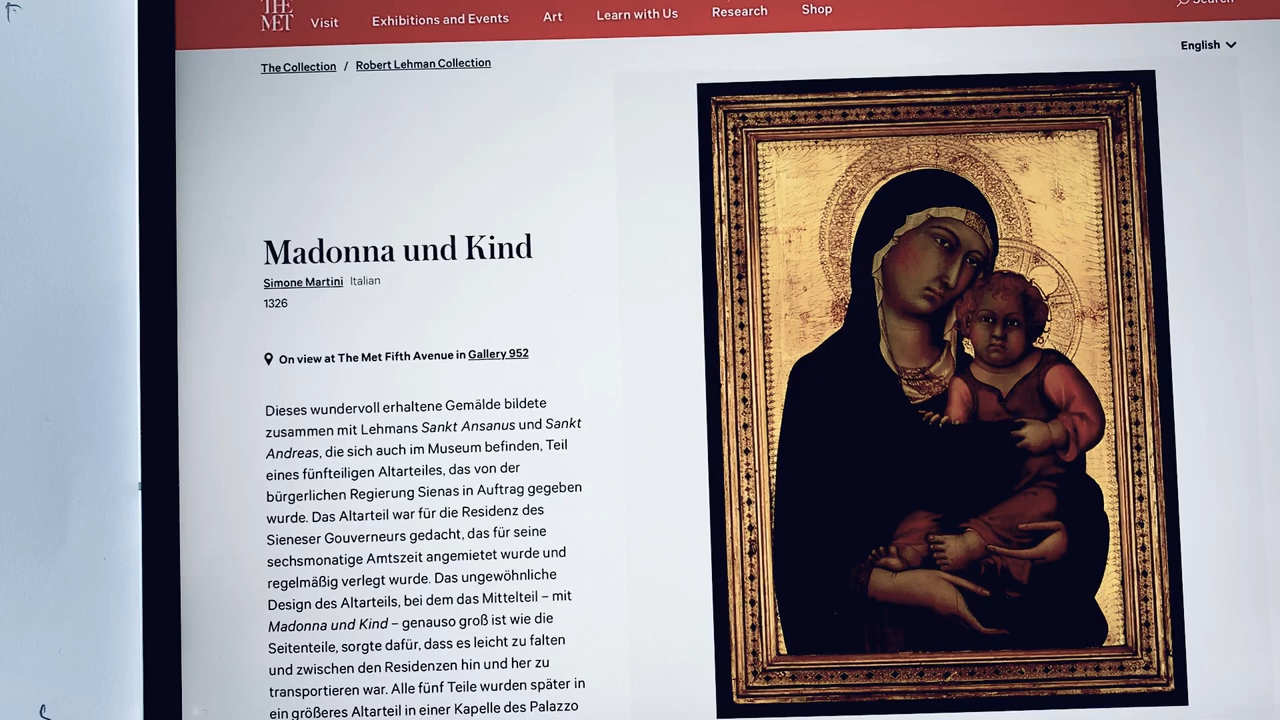 THE
MET
Visit Exhibitions and Events Art Learn with Us Research Shop
Search
English
The Collection / Robert Lehman Collection
Madonna und Kind
Simone Martini Italian
1326
On view at The Met Fifth Avenue in Gallery 952
Dieses wundervoll erhaltene Gemälde bildete
zusammen mit Lehmans Sankt Ansanus und Sankt
Andreas, die sich auch im Museum befinden, Teil
eines fünfteiligen Altarteiles, das von der
bürgerlichen Regierung Sienas in Auftrag gegeben
wurde. Das Altarteil war für die Residenz des
Sieneser Gouverneurs gedacht, das für seine
sechsmonatige Amtszeit angemietet wurde und
regelmäßig verlegt wurde. Das ungewöhnliche
Design des Altarteils, bei dem das Mittelteil – mit
Madonna und Kind – genauso groß ist wie die
Seitenteile, sorgte dafür, dass es leicht zu falten
und zwischen den Residenzen hin und her zu
transportieren war. Alle fünf Teile wurden später in
ein größeres Altarteil in einer Kapelle des Palazzo